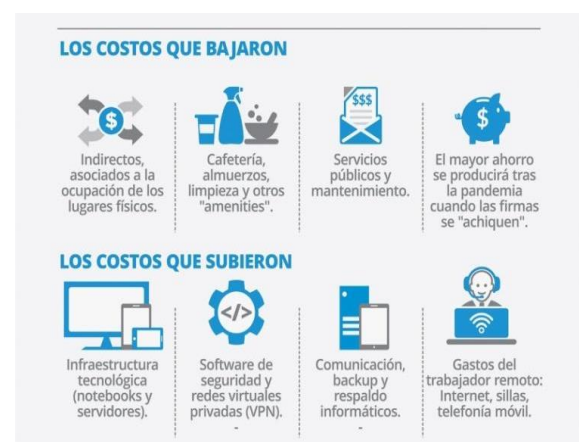 LOS COSTOS QUE BAJARON
$
Indirectos,
asociados a la
ocupación de los
lugares físicos.
Cafetería,
almuerzos,
limpieza y otros
"amenities".
$$$
Servicios
públicos y
mantenimiento.
$
El mayor ahorro
se producirá tras
la pandemia
cuando las firmas
se "achiquen".
LOS COSTOS QUE SUBIERON
Infraestructura
tecnológica
(notebooks y
servidores).
</>
Software de
seguridad y
redes virtuales
privadas (VPN).
-
Comunicación,
backup y
respaldo
informáticos.
-
Gastos del
trabajador remoto:
Internet, sillas,
telefonía móvil.